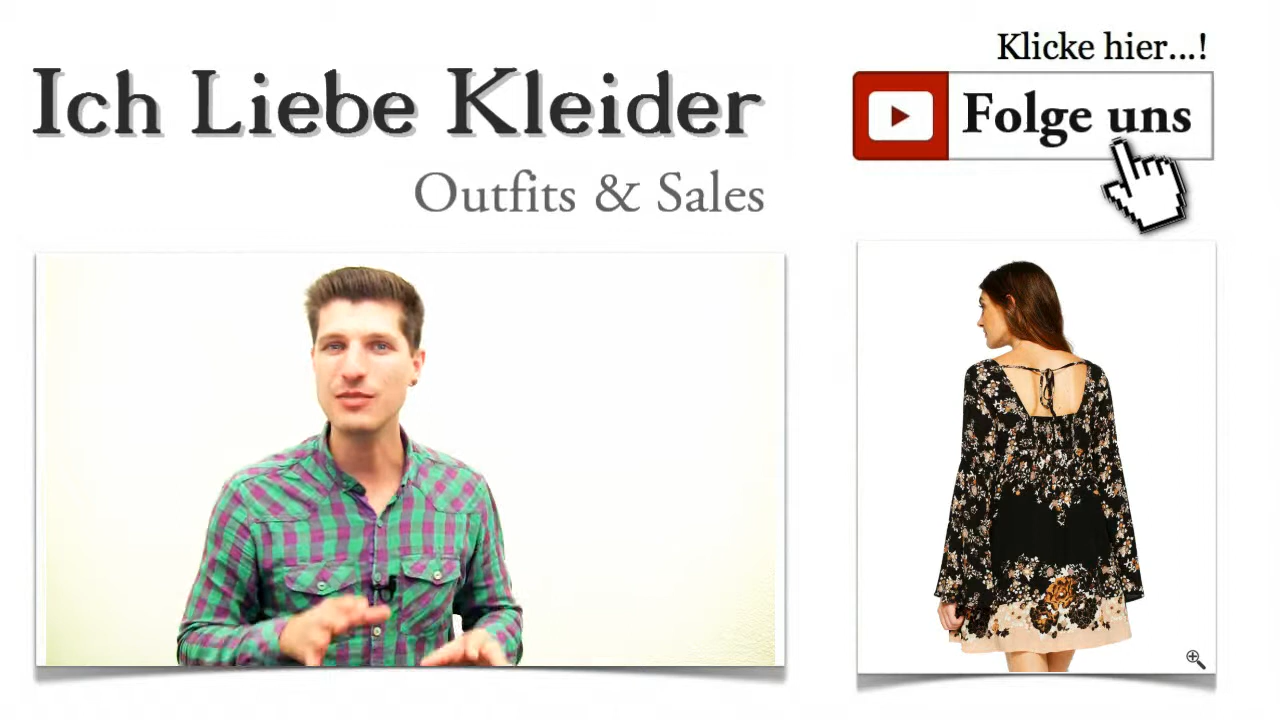 Ich Liebe Kleider
Outfits & Sales
Klicke hier...!
Folge uns